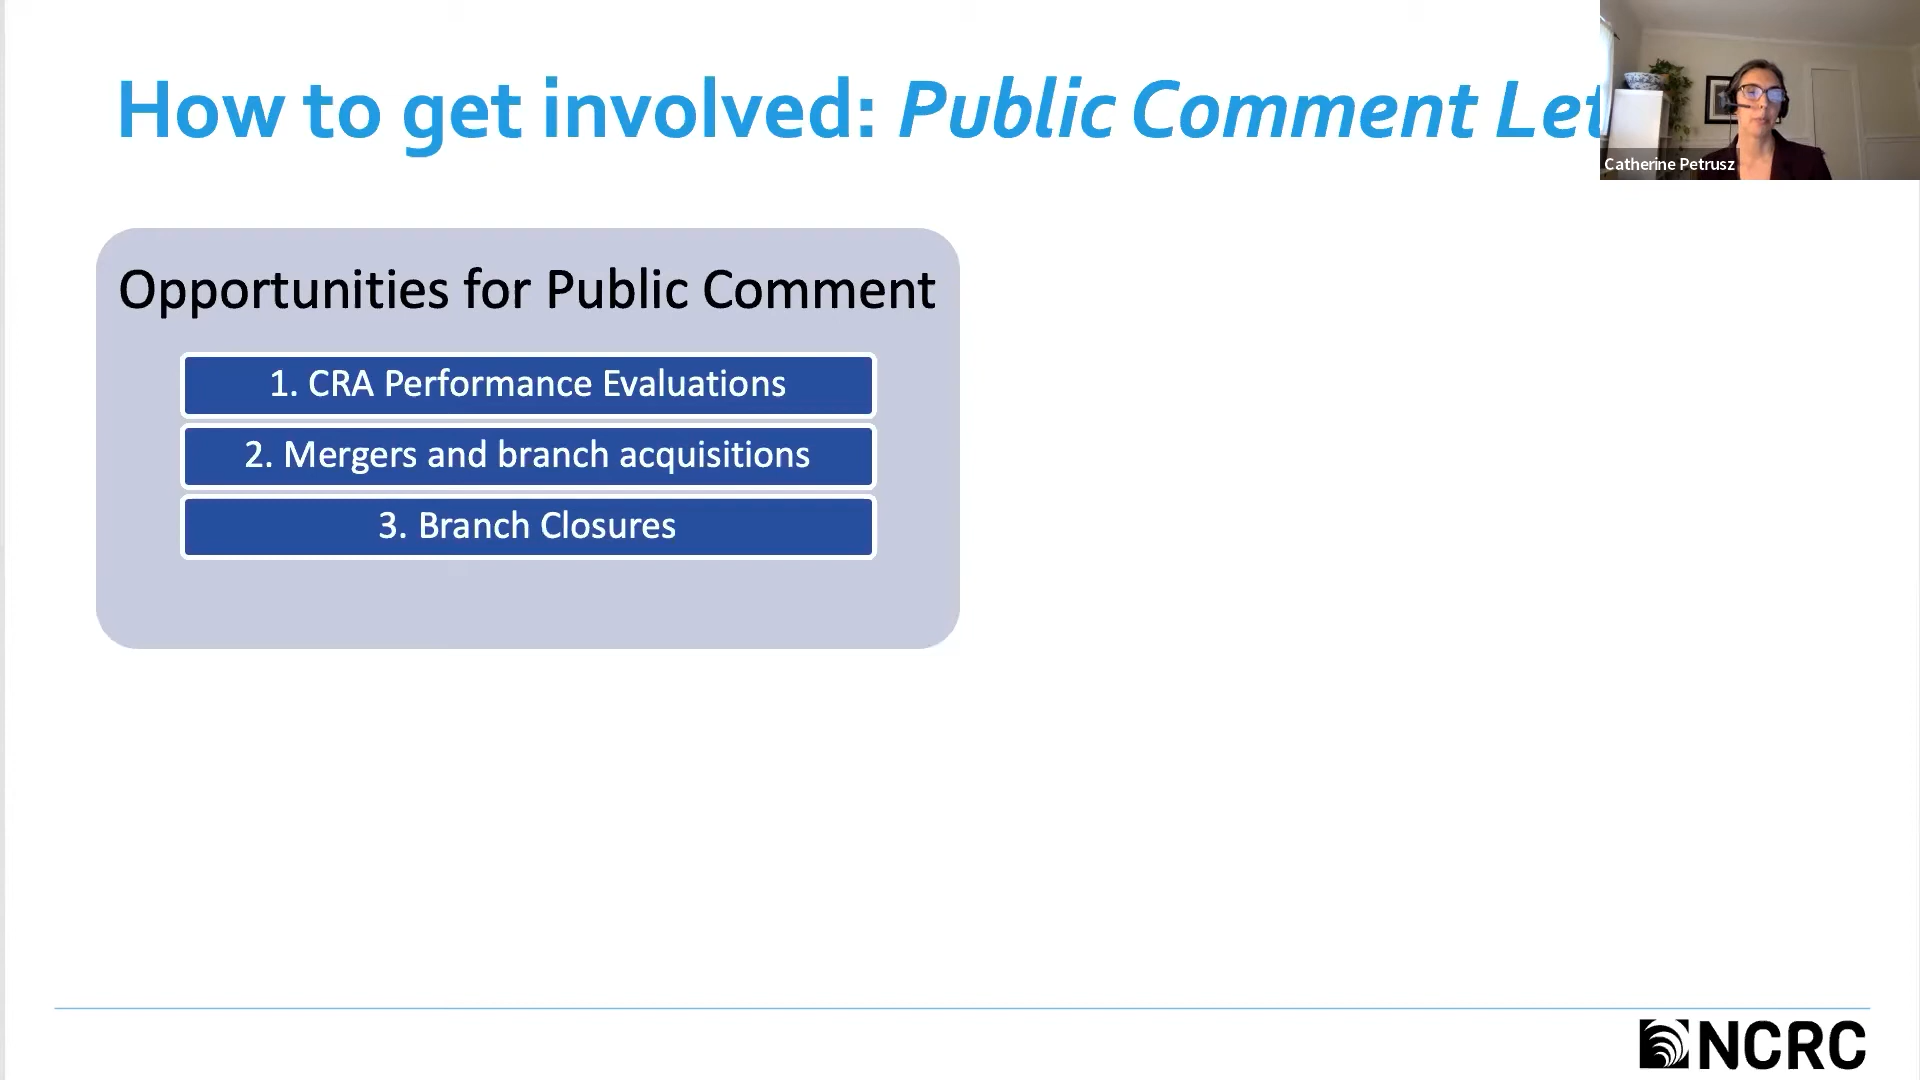 How to get involved: Public Comment Let
Catherine Petrusz
Opportunities for Public Comment
1. CRA Performance Evaluations
2. Mergers and branch acquisitions
3. Branch Closures
NCRC